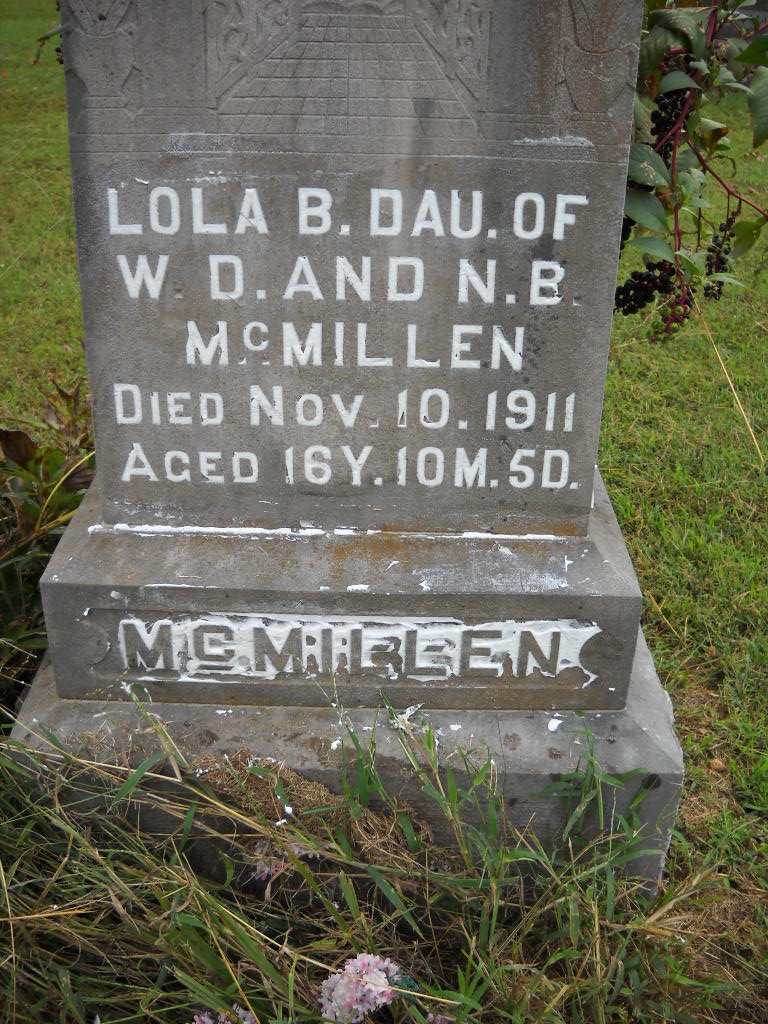 LOLA B. DAU. OF
W. D. AND N. B.
McMILLEN
DIED NOV. 10. 1911
AGED 16Y. 10M. 5D.
McMILLEN